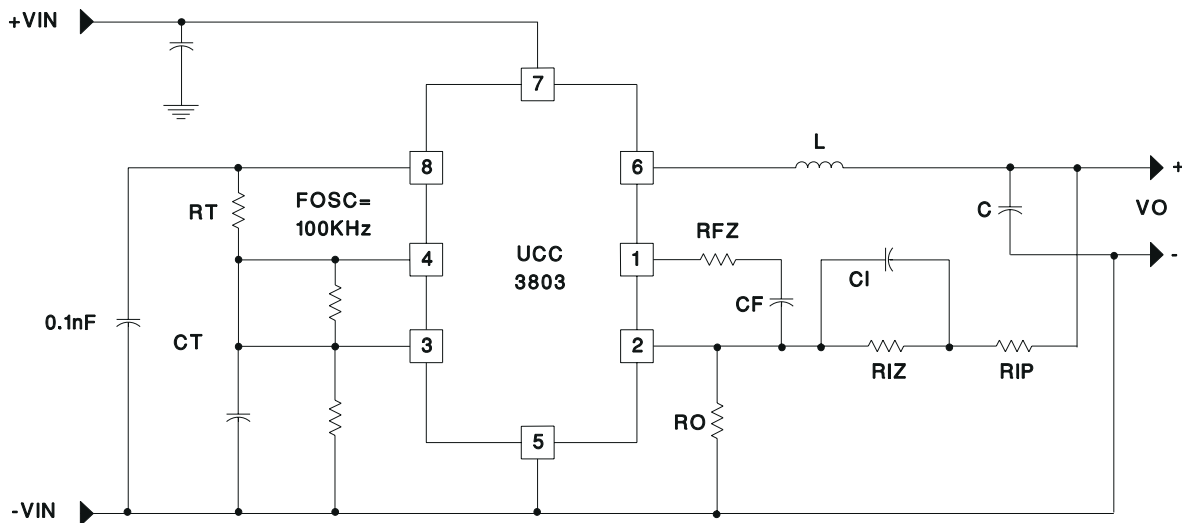 +VIN
7
8
6
L
+
RT
FOSC=
100KHz
C
VO
UCC
3803
RFZ
-
4
1
CI
CF
0.1nF
CT
3
2
RIZ
RIP
RO
5
-VIN